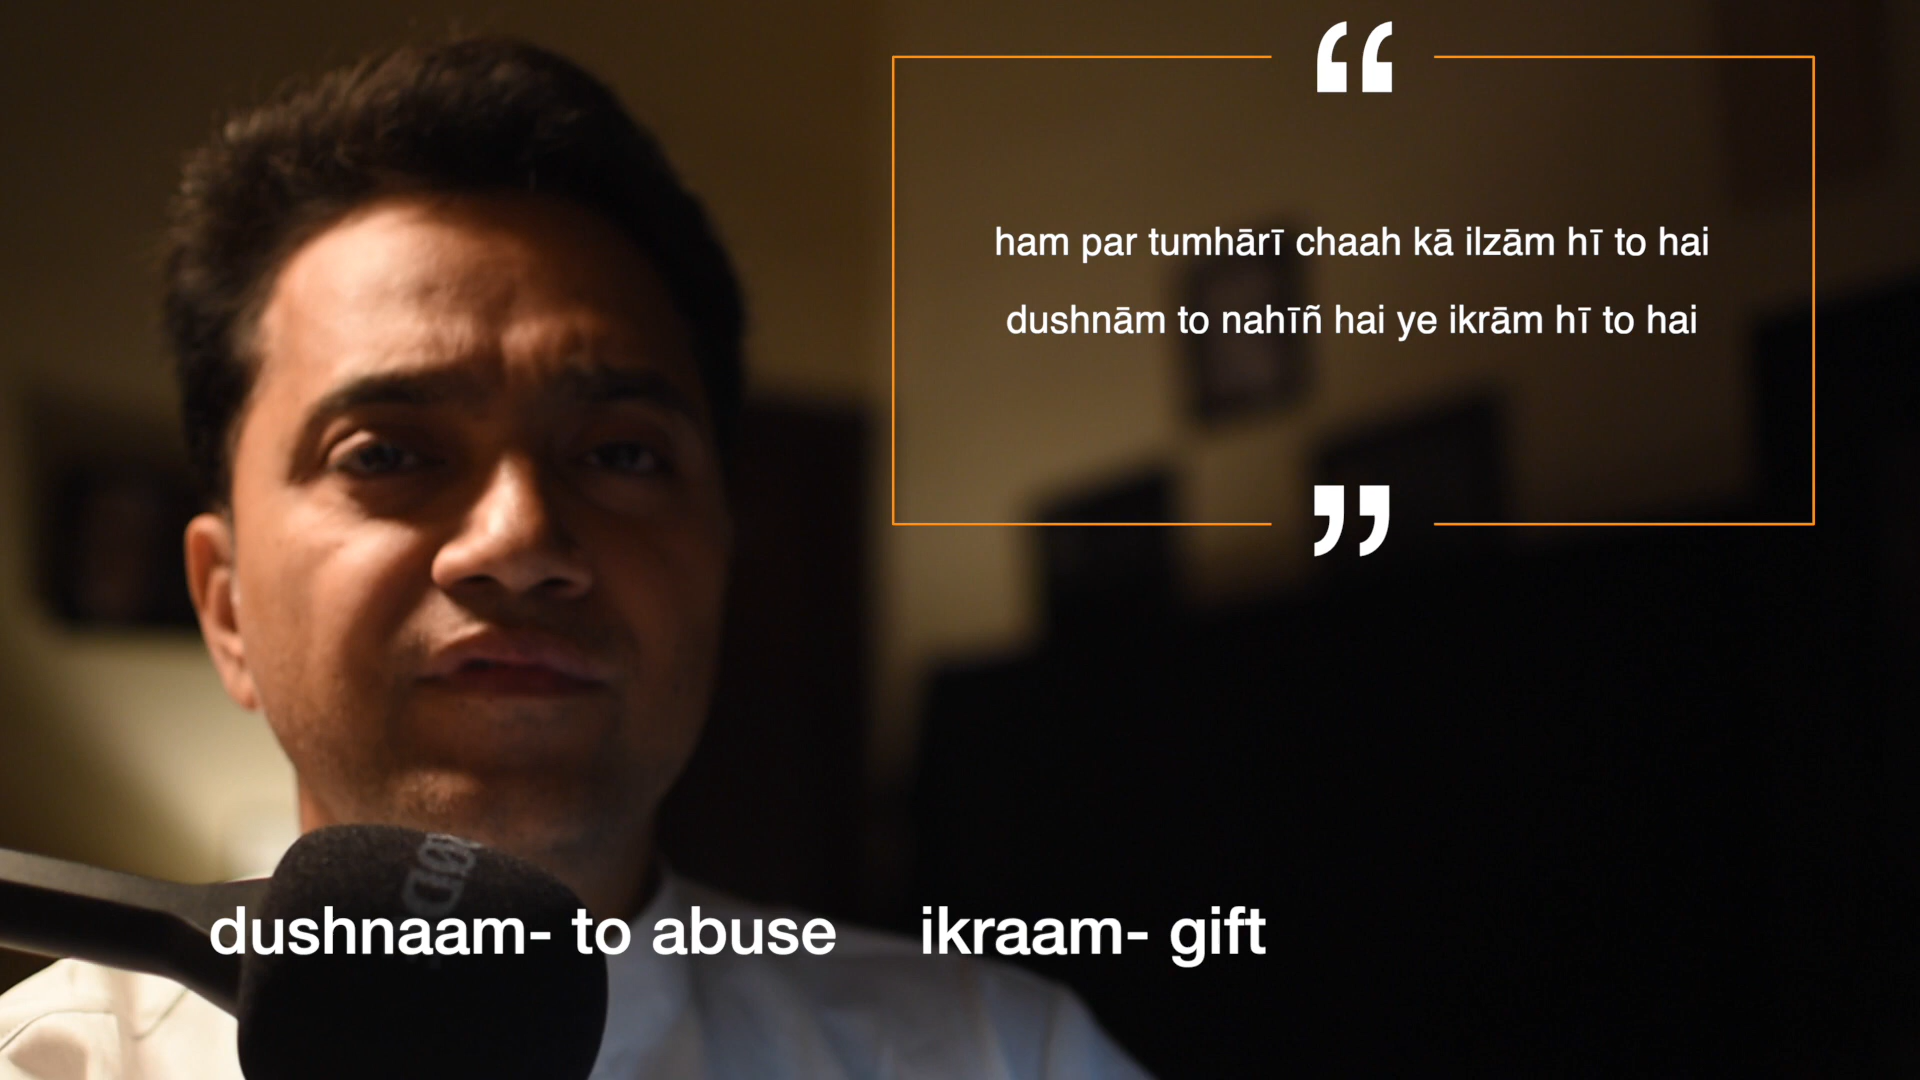 “
ham par tumhārī chaah kā ilzām hī to hai
dushnām to nahīñ hai ye ikrām hī to hai
”
RØDE
dushnaam- to abuse ikraam- gift